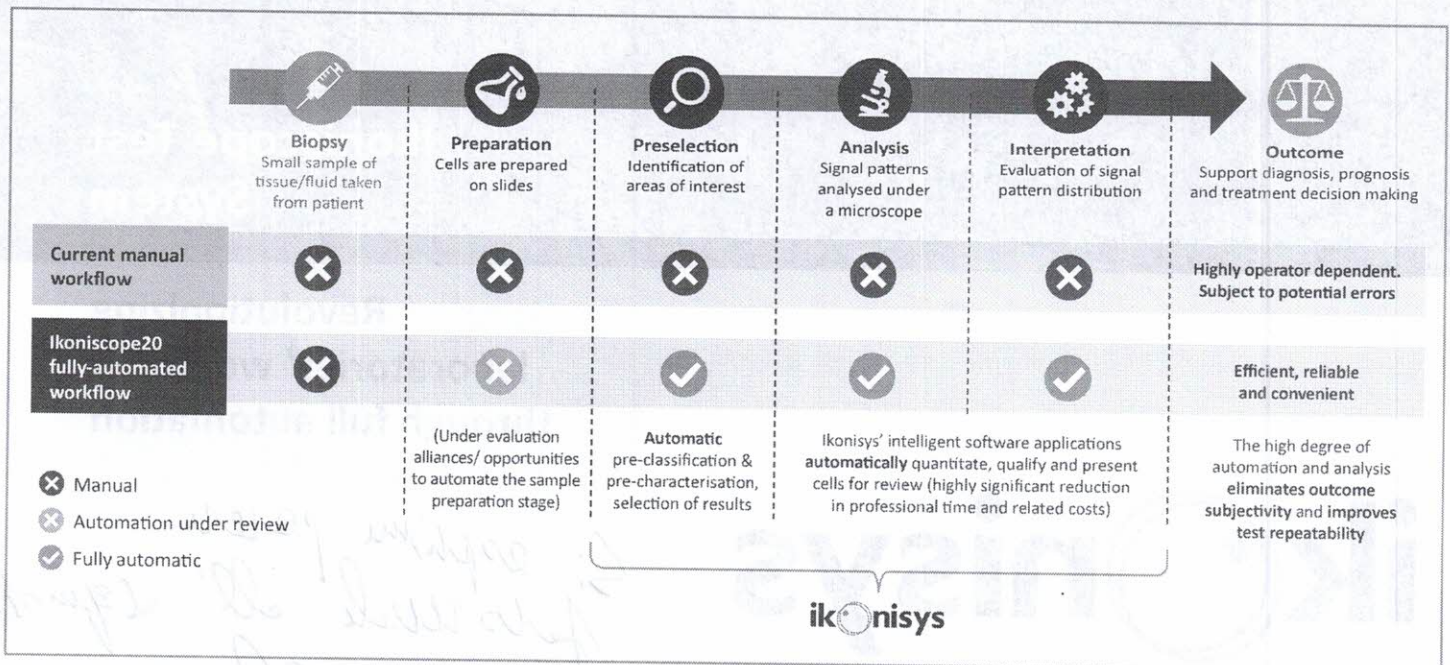 Biopsy
Small sample of
tissue/fluid taken
from patient
Preparation
Cells are prepared
on slides
Preselection
Identification of
areas of interest
Analysis
Signal patterns
analysed under
a microscope
Interpretation
Evaluation of signal
pattern distribution
Outcome
Support diagnosis, prognosis
and treatment decision making
Current manual
workflow
Highly operator dependent.
Subject to potential errors
Ikoniscope20
fully-automated
workflow
Efficient, reliable
and convenient
(Under evaluation
alliances/ opportunities
to automate the sample
preparation stage)
Automatic
pre-classification &
pre-characterisation,
selection of results
Ikonisys' intelligent software applications
automatically quantitate, qualify and present
cells for review (highly significant reduction
in professional time and related costs)
The high degree of
automation and analysis
eliminates outcome
subjectivity and improves
test repeatability
Manual
Automation under review
Fully automatic
ikonisys